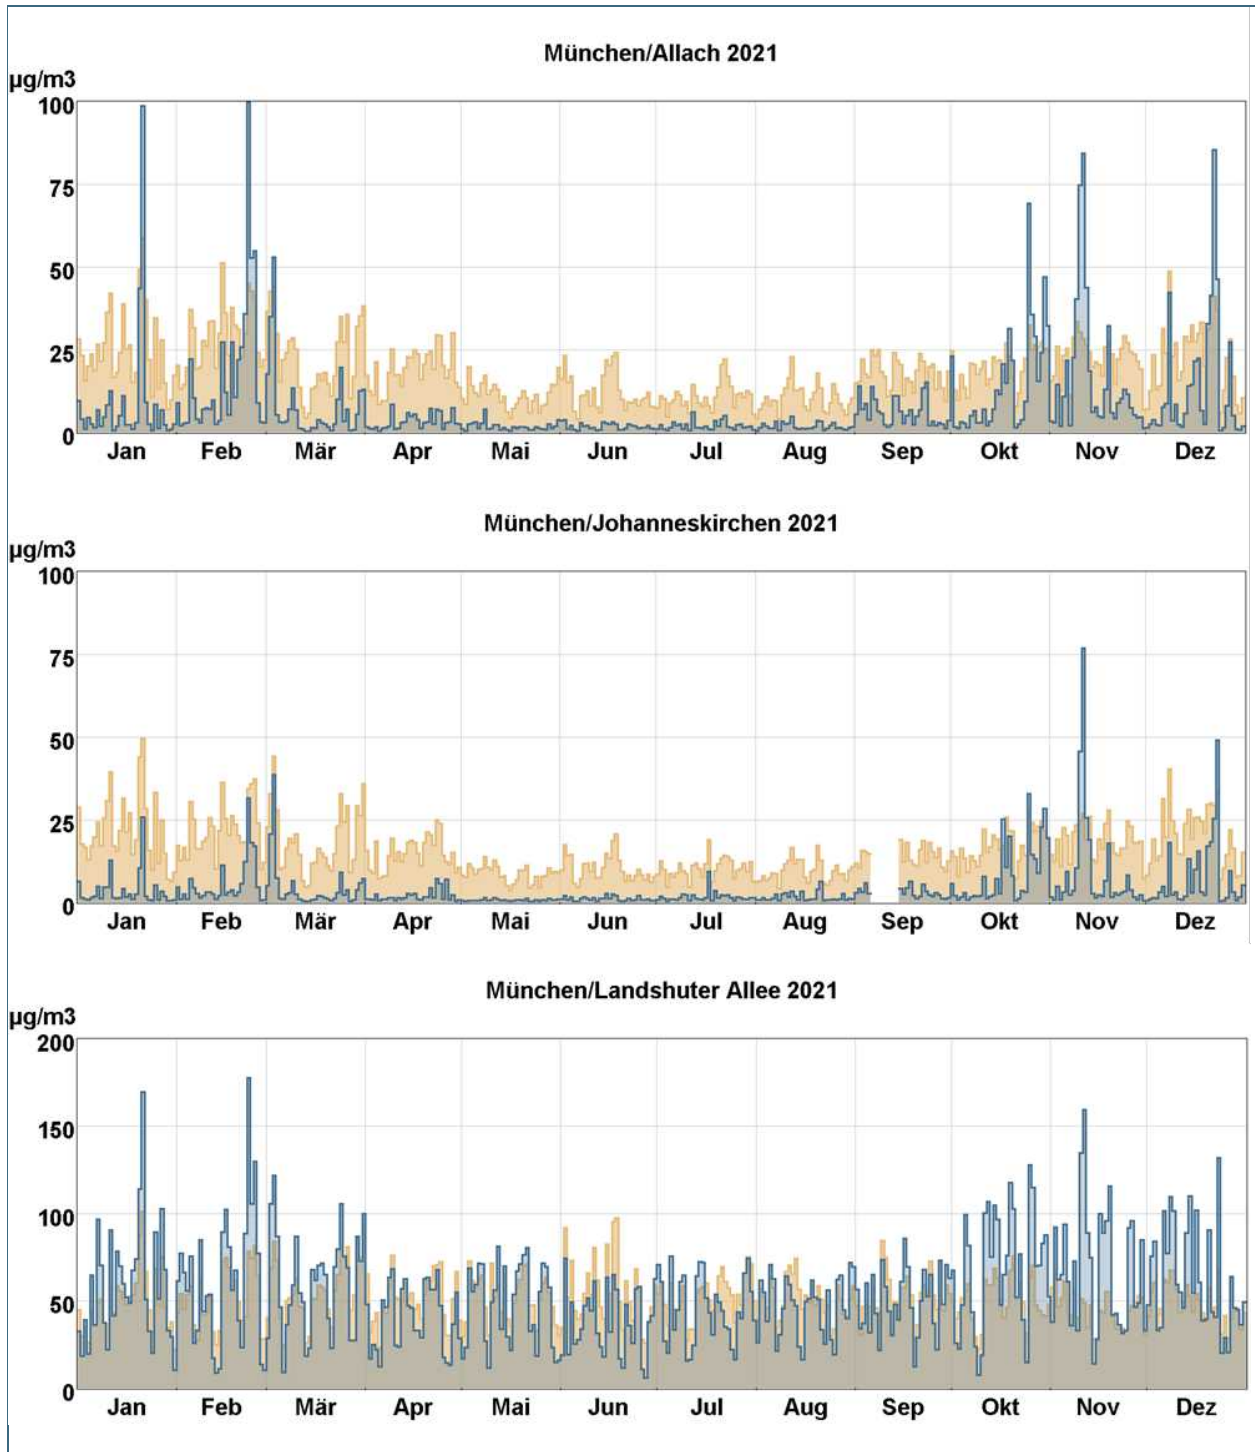 München/Allach 2021
µg/m3
100
75
50
25
0
Jan Feb Mär Apr Mai Jun Jul Aug Sep Okt Nov Dez
München/Johanneskirchen 2021
µg/m3
100
75
50
25
0
Jan Feb Mär Apr Mai Jun Jul Aug Sep Okt Nov Dez
München/Landshuter Allee 2021
µg/m3
200
150
100
50
0
Jan Feb Mär Apr Mai Jun Jul Aug Sep Okt Nov Dez